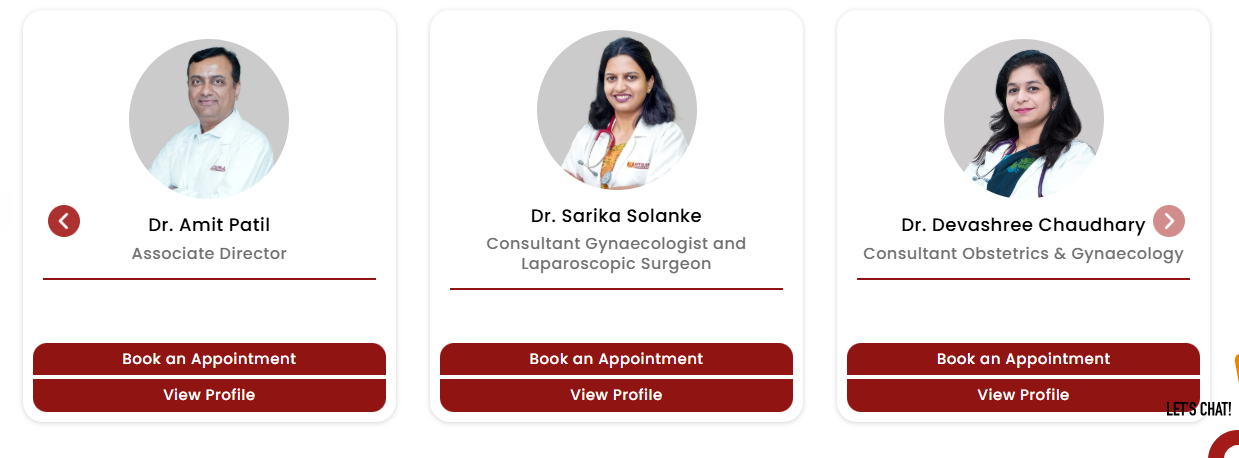 Dr. Amit Patil
Associate Director
Book an Appointment
View Profile
Dr. Sarika Solanke
Consultant Gynaecologist and
Laparoscopic Surgeon
Book an Appointment
View Profile
Dr. Devashree Chaudhary
Consultant Obstetrics & Gynaecology
Book an Appointment
View Profile
LET'S CHAT!